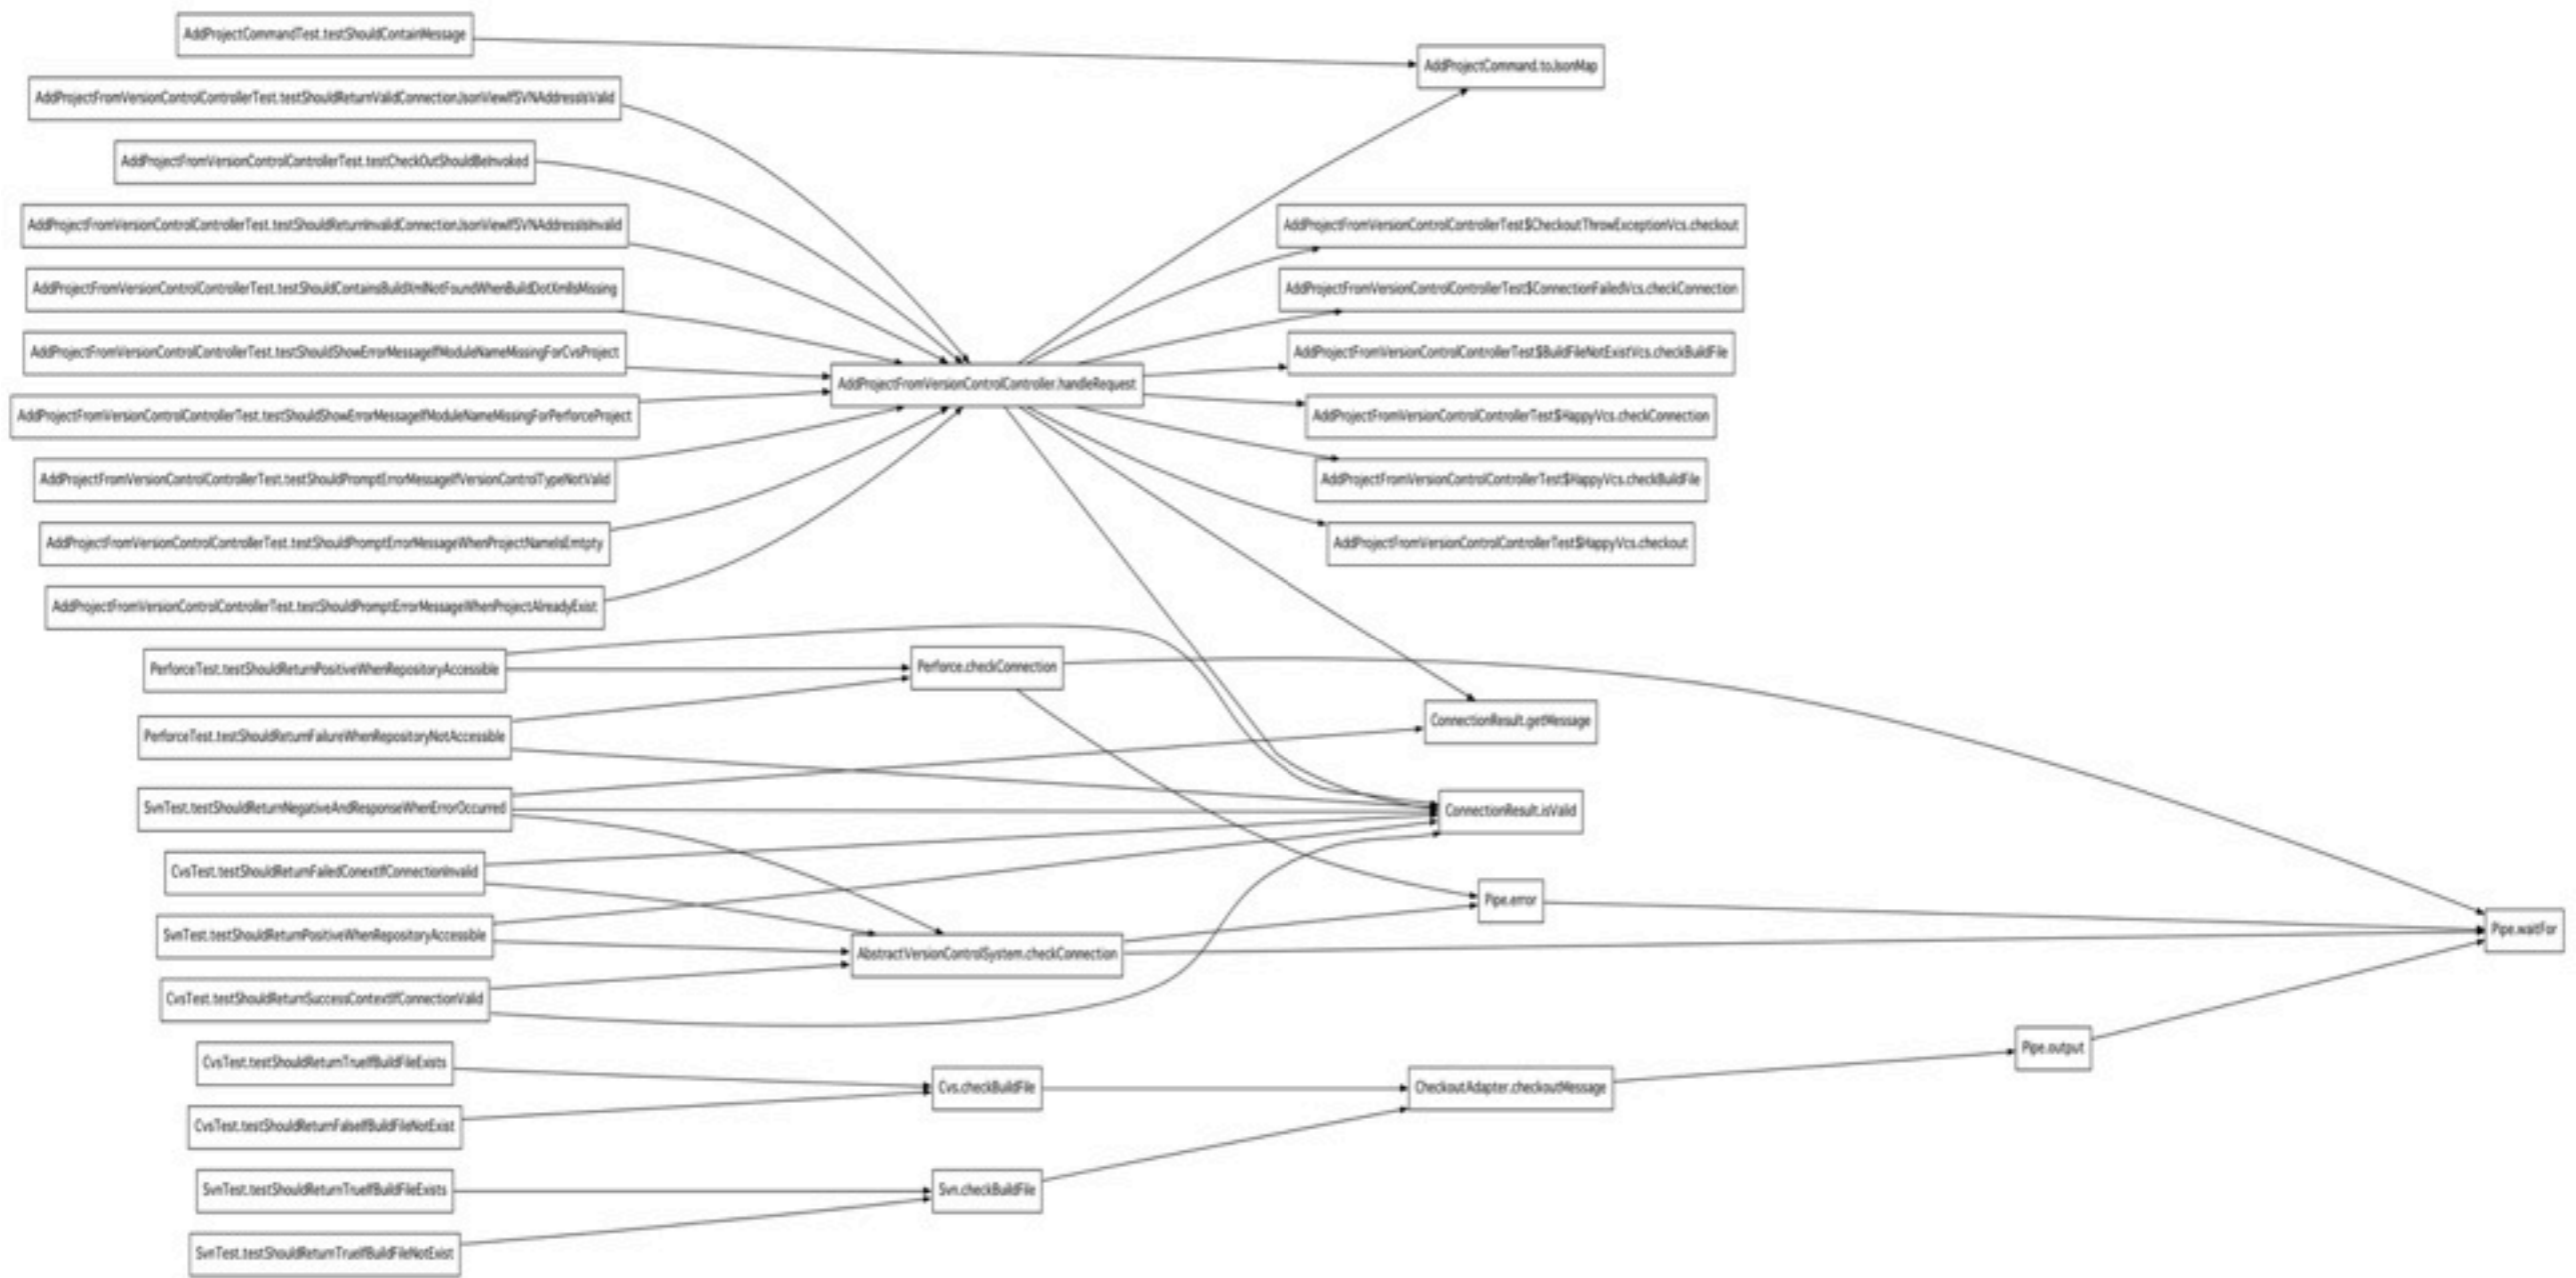 AddProjectCommandTest.testShouldContainMessage
AddProjectCommand.toJsonMap
AddProjectFromVersionControlControllerTest.testShouldReturnValidConnectionJsonViewIfSVNAddressIsValid
AddProjectFromVersionControlControllerTest.testCheckOutShouldBeInvoked
AddProjectFromVersionControlControllerTest.testShouldReturnInvalidConnectionJsonViewIfSVNAddressIsInvalid
AddProjectFromVersionControlControllerTest$CheckoutThrowExceptionVcs.checkout
AddProjectFromVersionControlControllerTest.testShouldContainsBuildXmlNotFoundWhenBuildDotXmlIsMissing
AddProjectFromVersionControlControllerTest$ConnectionFailedVcs.checkConnection
AddProjectFromVersionControlControllerTest.testShouldShowErrorMessageIfModuleNameMissingForCvsProject
AddProjectFromVersionControlControllerTest$BuildFileNotExistVcs.checkBuildFile
AddProjectFromVersionControlController.handleRequest
AddProjectFromVersionControlControllerTest.testShouldShowErrorMessageIfModuleNameMissingForPerforceProject
AddProjectFromVersionControlControllerTest$HappyVcs.checkConnection
AddProjectFromVersionControlControllerTest.testShouldPromptErrorMessageIfVersionControlTypeNotValid
AddProjectFromVersionControlControllerTest$HappyVcs.checkBuildFile
AddProjectFromVersionControlControllerTest.testShouldPromptErrorMessageWhenProjectNameIsEmtpty
AddProjectFromVersionControlControllerTest$HappyVcs.checkout
AddProjectFromVersionControlControllerTest.testShouldPromptErrorMessageWhenProjectAlreadyExist
PerforceTest.testShouldReturnPositiveWhenRepositoryAccessible
Perforce.checkConnection
PerforceTest.testShouldReturnFailureWhenRepositoryNotAccessible
ConnectionResult.getMessage
SvnTest.testShouldReturnNegativeAndResponseWhenErrorOccurred
ConnectionResult.isValid
CvsTest.testShouldReturnFailedConextIfConnectionInvalid
Pipe.error
SvnTest.testShouldReturnPositiveWhenRepositoryAccessible
Pipe.waitFor
AbstractVersionControlSystem.checkConnection
CvsTest.testShouldReturnSuccessContextIfConnectionValid
CvsTest.testShouldReturnTrueIfBuildFileExists
Pipe.output
Cvs.checkBuildFile
CheckoutAdapter.checkoutMessage
CvsTest.testShouldReturnFalseIfBuildFileNotExist
SvnTest.testShouldReturnTrueIfBuildFileExists
Svn.checkBuildFile
SvnTest.testShouldReturnTrueIfBuildFileNotExist